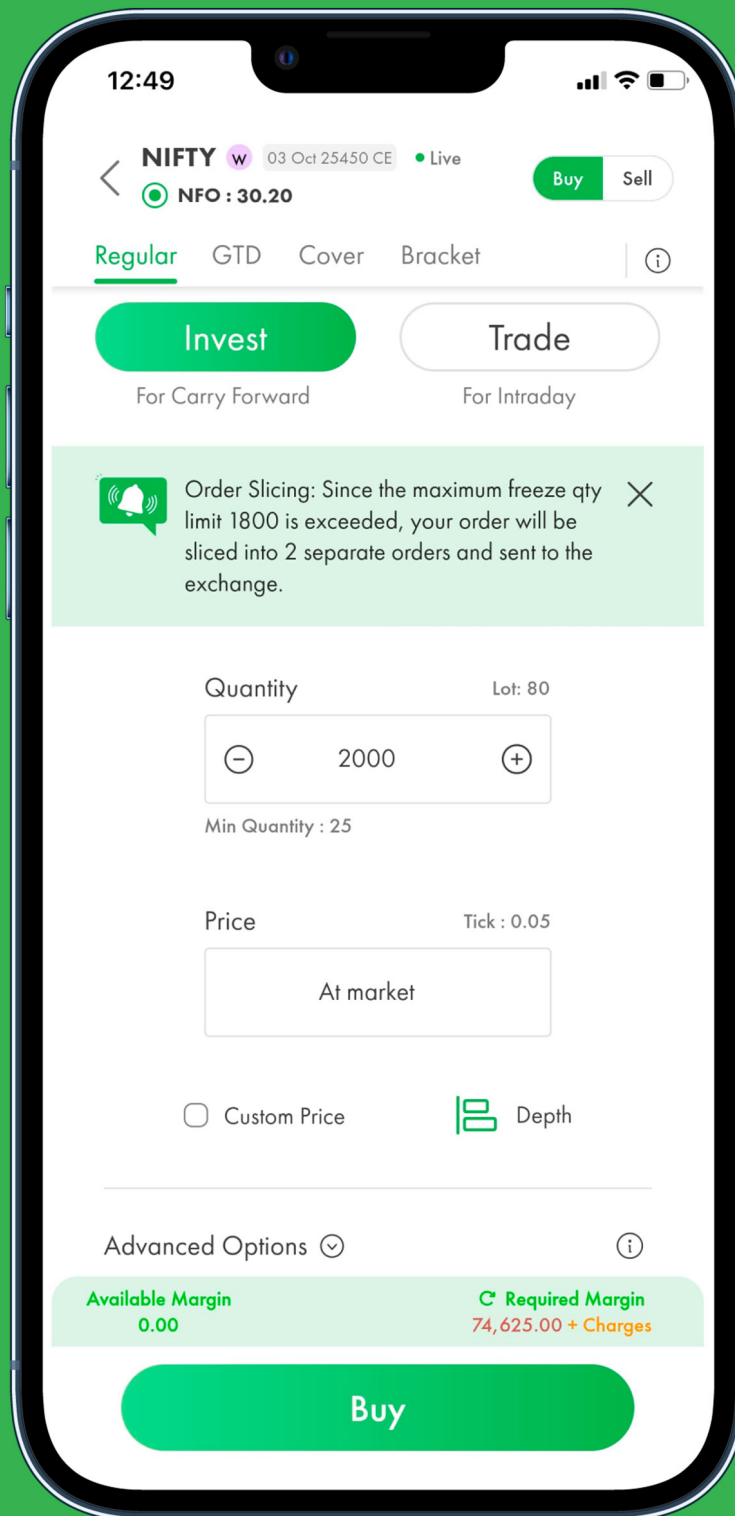 12:49
NIFTY W 03 Oct 25450 CE • Live
NFO : 30.20
Buy Sell
Regular GTD Cover Bracket
Invest Trade
For Carry Forward For Intraday
Order Slicing: Since the maximum freeze qty
limit 1800 is exceeded, your order will be
sliced into 2 separate orders and sent to the
exchange.
Quantity Lot: 80
2000
Min Quantity : 25
Price Tick : 0.05
At market
Custom Price Depth
Advanced Options
Available Margin Required Margin
0.00 74,625.00 + Charges
Buy